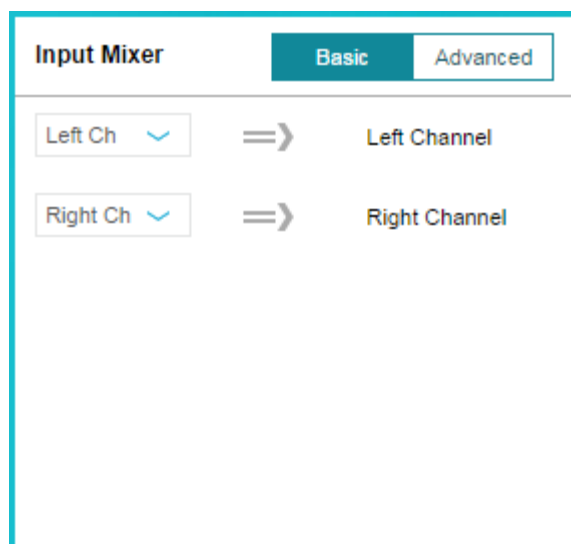 Input Mixer Basic Advanced
Left Ch Left Channel
Right Ch Right Channel